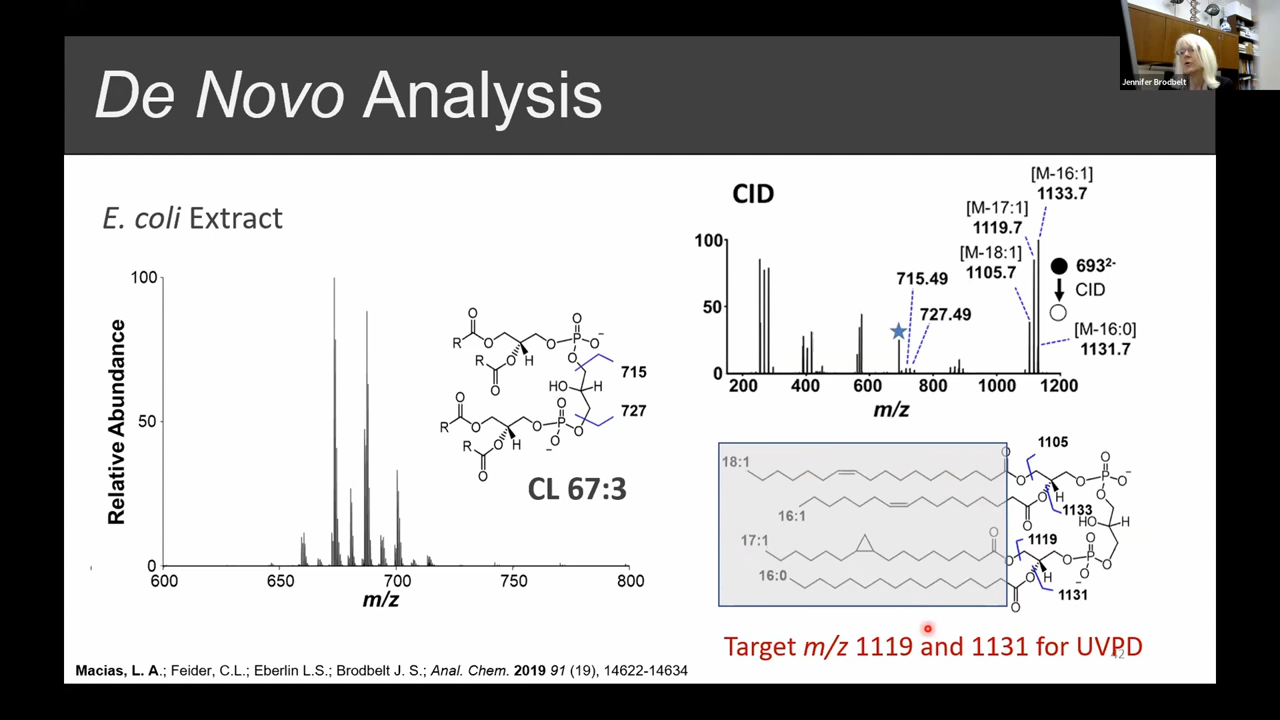 Jennifer Brodbelt
De Novo Analysis
E. coli Extract
Relative Abundance
100
50
0
600
650
700
750
800
m/z
O
R
O
O
O
P
O
−
R
O
H
O
O
715
HO
H
727
O
R
O
O
P
O
O
−
R
O
H
O
CL 67:3
CID
[M-16:1]
1133.7
[M-17:1]
1119.7
[M-18:1]
1105.7
693²⁻
CID
[M-16:0]
1131.7
715.49
727.49
100
50
0
200
400
600
800
1000
1200
m/z
18:1
16:1
17:1
16:0
O
1105
O
O
P
O
−
O
H
O
O
1133
HO
H
O
1119
O
O
P
O
O
−
O
H
O
1131
Target m/z 1119 and 1131 for UVPD
42
Macias, L. A.; Feider, C.L.; Eberlin L.S.; Brodbelt J. S.; Anal. Chem. 2019 91 (19), 14622-14634